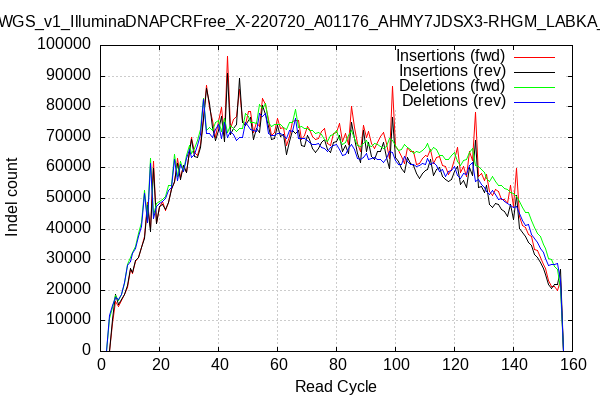 WGS_v1_IlluminaDNAPCRFree_X-220720_A01176_AHMY7JDSX3-RHGM_LABKA_
Insertions (fwd)
Insertions (rev)
Deletions (fwd)
Deletions (rev)
100000
90000
80000
70000
60000
50000
40000
30000
20000
10000
0
Indel count
0 20 40 60 80 100 120 140 160
Read Cycle